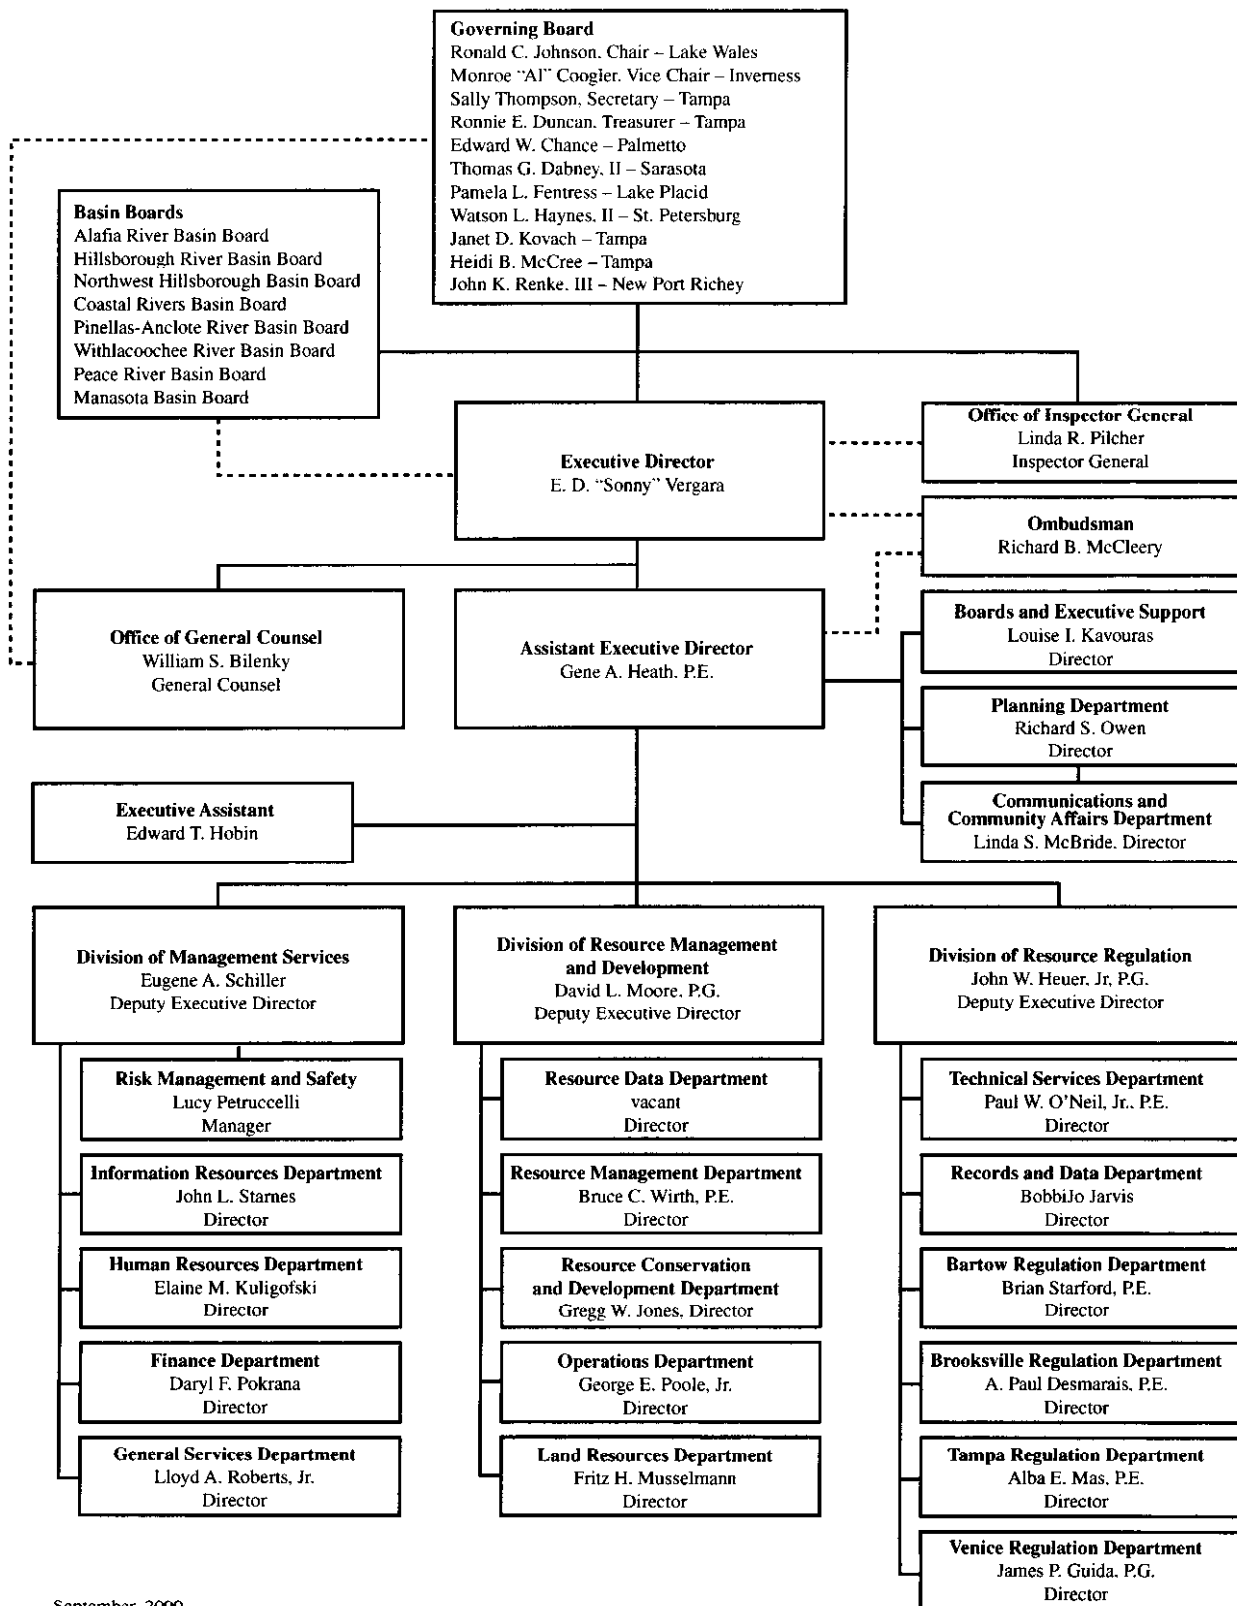 Governing Board
Ronald C. Johnson, Chair – Lake Wales
Monroe “Al” Coogler, Vice Chair – Inverness
Sally Thompson, Secretary – Tampa
Ronnie E. Duncan, Treasurer – Tampa
Edward W. Chance – Palmetto
Thomas G. Dabney, II – Sarasota
Pamela L. Fentress – Lake Placid
Watson L. Haynes, II – St. Petersburg
Janet D. Kovach – Tampa
Heidi B. McCree – Tampa
John K. Renke, III – New Port Richey
Basin Boards
Alafia River Basin Board
Hillsborough River Basin Board
Northwest Hillsborough Basin Board
Coastal Rivers Basin Board
Pinellas-Anclote River Basin Board
Withlacoochee River Basin Board
Peace River Basin Board
Manasota Basin Board
Executive Director
E. D. “Sonny” Vergara
Office of Inspector General
Linda R. Pilcher
Inspector General
Ombudsman
Richard B. McCleery
Office of General Counsel
William S. Bilenky
General Counsel
Assistant Executive Director
Gene A. Heath, P.E.
Boards and Executive Support
Louise I. Kavouras
Director
Planning Department
Richard S. Owen
Director
Communications and
Community Affairs Department
Linda S. McBride, Director
Executive Assistant
Edward T. Hobin
Division of Management Services
Eugene A. Schiller
Deputy Executive Director
Risk Management and Safety
Lucy Petruccelli
Manager
Information Resources Department
John L. Starnes
Director
Human Resources Department
Elaine M. Kuligofski
Director
Finance Department
Daryl F. Pokrana
Director
General Services Department
Lloyd A. Roberts, Jr.
Director
Division of Resource Management
and Development
David L. Moore, P.G.
Deputy Executive Director
Resource Data Department
vacant
Director
Resource Management Department
Bruce C. Wirth, P.E.
Director
Resource Conservation
and Development Department
Gregg W. Jones, Director
Operations Department
George E. Poole, Jr.
Director
Land Resources Department
Fritz H. Musselmann
Director
Division of Resource Regulation
John W. Heuer, Jr, P.G.
Deputy Executive Director
Technical Services Department
Paul W. O’Neil, Jr., P.E.
Director
Records and Data Department
BobbiJo Jarvis
Director
Bartow Regulation Department
Brian Starford, P.E.
Director
Brooksville Regulation Department
A. Paul Desmarais, P.E.
Director
Tampa Regulation Department
Alba E. Mas, P.E.
Director
Venice Regulation Department
James P. Guida, P.G.
Director
September